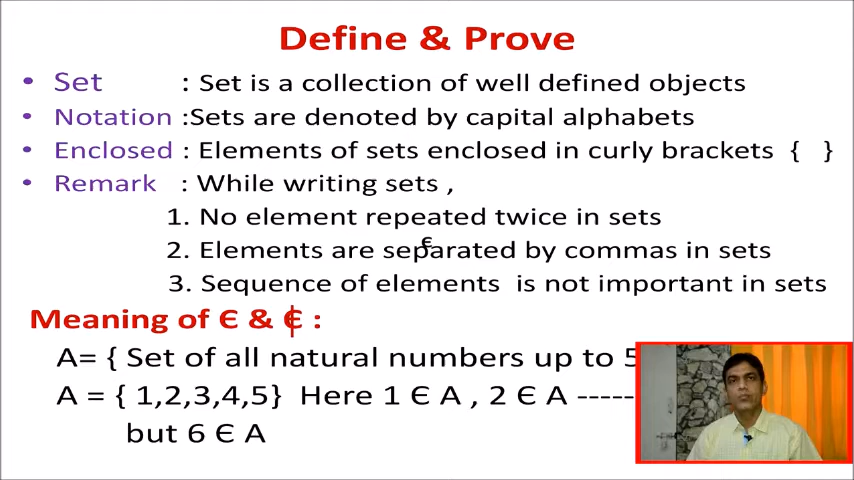 Define & Prove
• Set : Set is a collection of well defined objects
• Notation :Sets are denoted by capital alphabets
• Enclosed : Elements of sets enclosed in curly brackets { }
• Remark : While writing sets ,
1. No element repeated twice in sets
Є
2. Elements are separated by commas in sets
3. Sequence of elements is not important in sets
Meaning of Є & Є :
A= { Set of all natural numbers up to 5
A = { 1,2,3,4,5} Here 1 Є A , 2 Є A -----
but 6 Є A